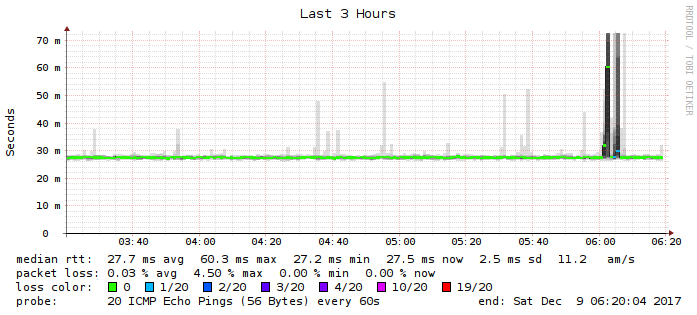 Last 3 Hours
RRDTOOL / TOBI OETIKER
Seconds
70 m
60 m
50 m
40 m
30 m
20 m
10 m
0
03:40 04:00 04:20 04:40 05:00 05:20 05:40 06:00 06:20
median rtt: 27.7 ms avg 60.3 ms max 27.2 ms min 27.5 ms now 2.5 ms sd 11.2 am/s
packet loss: 0.03 % avg 4.50 % max 0.00 % min 0.00 % now
loss color: 0 1/20 2/20 3/20 4/20 10/20 19/20
probe: 20 ICMP Echo Pings (56 Bytes) every 60s end: Sat Dec 9 06:20:04 2017